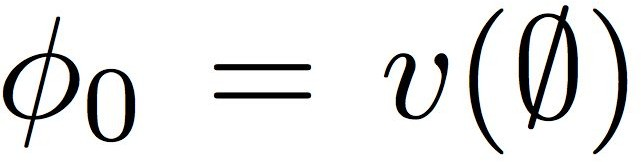 ϕ₀ = v(∅)